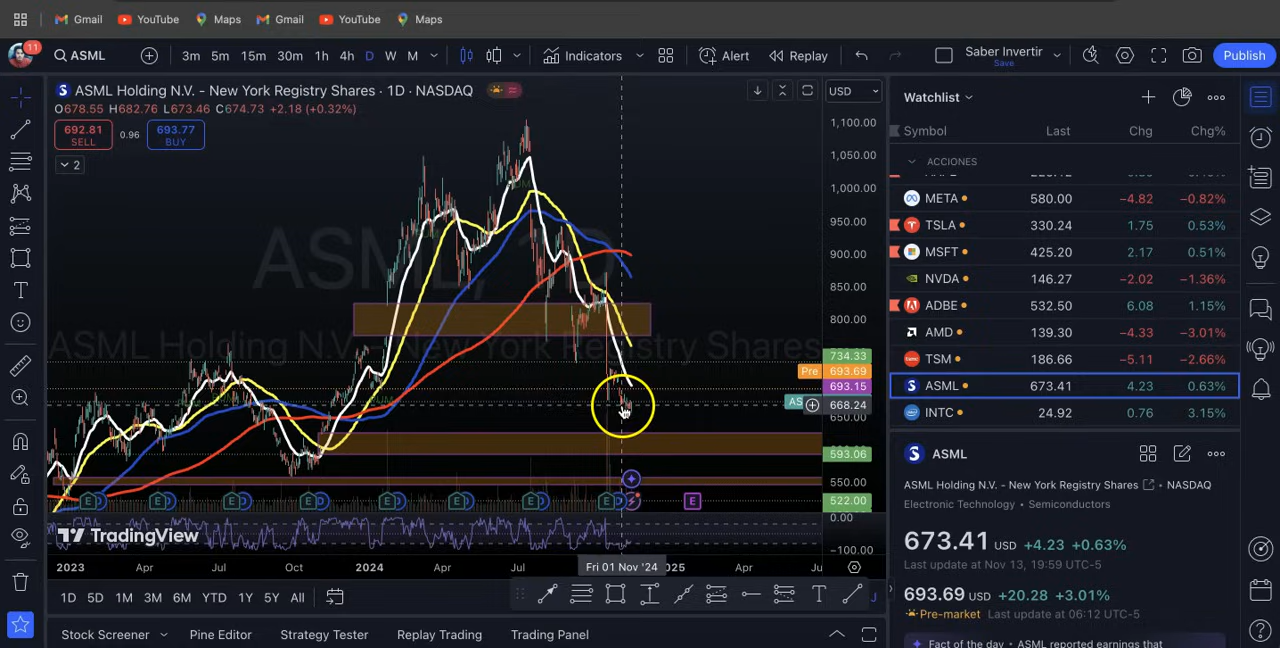 Gmail YouTube Maps Gmail YouTube Maps
11 ASML 3m 5m 15m 30m 1h 4h D W M Indicators Alert Replay Saber Invertir Save Publish
ASML Holding N.V. - New York Registry Shares · 1D · NASDAQ
O678.55 H682.76 L673.46 C674.73 +2.18 (+0.32%)
692.81 SELL 0.96 693.77 BUY
2
USD
1,100.00
1,050.00
1,000.00
950.00
900.00
850.00
800.00
734.33
Pre 693.69
693.15
AS 668.24
650.00
593.06
550.00
522.00
0.00
−100.00
ASML, 1D
ASML Holding N.V. - New York Registry Shares
E D E D E D E D E D E D E D E D E
TradingView
2023 Apr Jul Oct 2024 Apr Jul Fri 01 Nov '24 2025 Apr Ju
1D 5D 1M 3M 6M YTD 1Y 5Y All
Stock Screener Pine Editor Strategy Tester Replay Trading Trading Panel
Watchlist
Symbol Last Chg Chg%
ACCIONES
META 580.00 −4.82 −0.82%
TSLA 330.24 1.75 0.53%
MSFT 425.20 2.17 0.51%
NVDA 146.27 −2.02 −1.36%
ADBE 532.50 6.08 1.15%
AMD 139.30 −4.33 −3.01%
TSM 186.66 −5.11 −2.66%
ASML 673.41 4.23 0.63%
INTC 24.92 0.76 3.15%
ASML
ASML Holding N.V. - New York Registry Shares · NASDAQ
Electronic Technology · Semiconductors
673.41 USD +4.23 +0.63%
Last update at Nov 13, 19:59 UTC-5
693.69 USD +20.28 +3.01%
Pre-market Last update at 06:12 UTC-5
Fact of the day · ASML reported earnings that